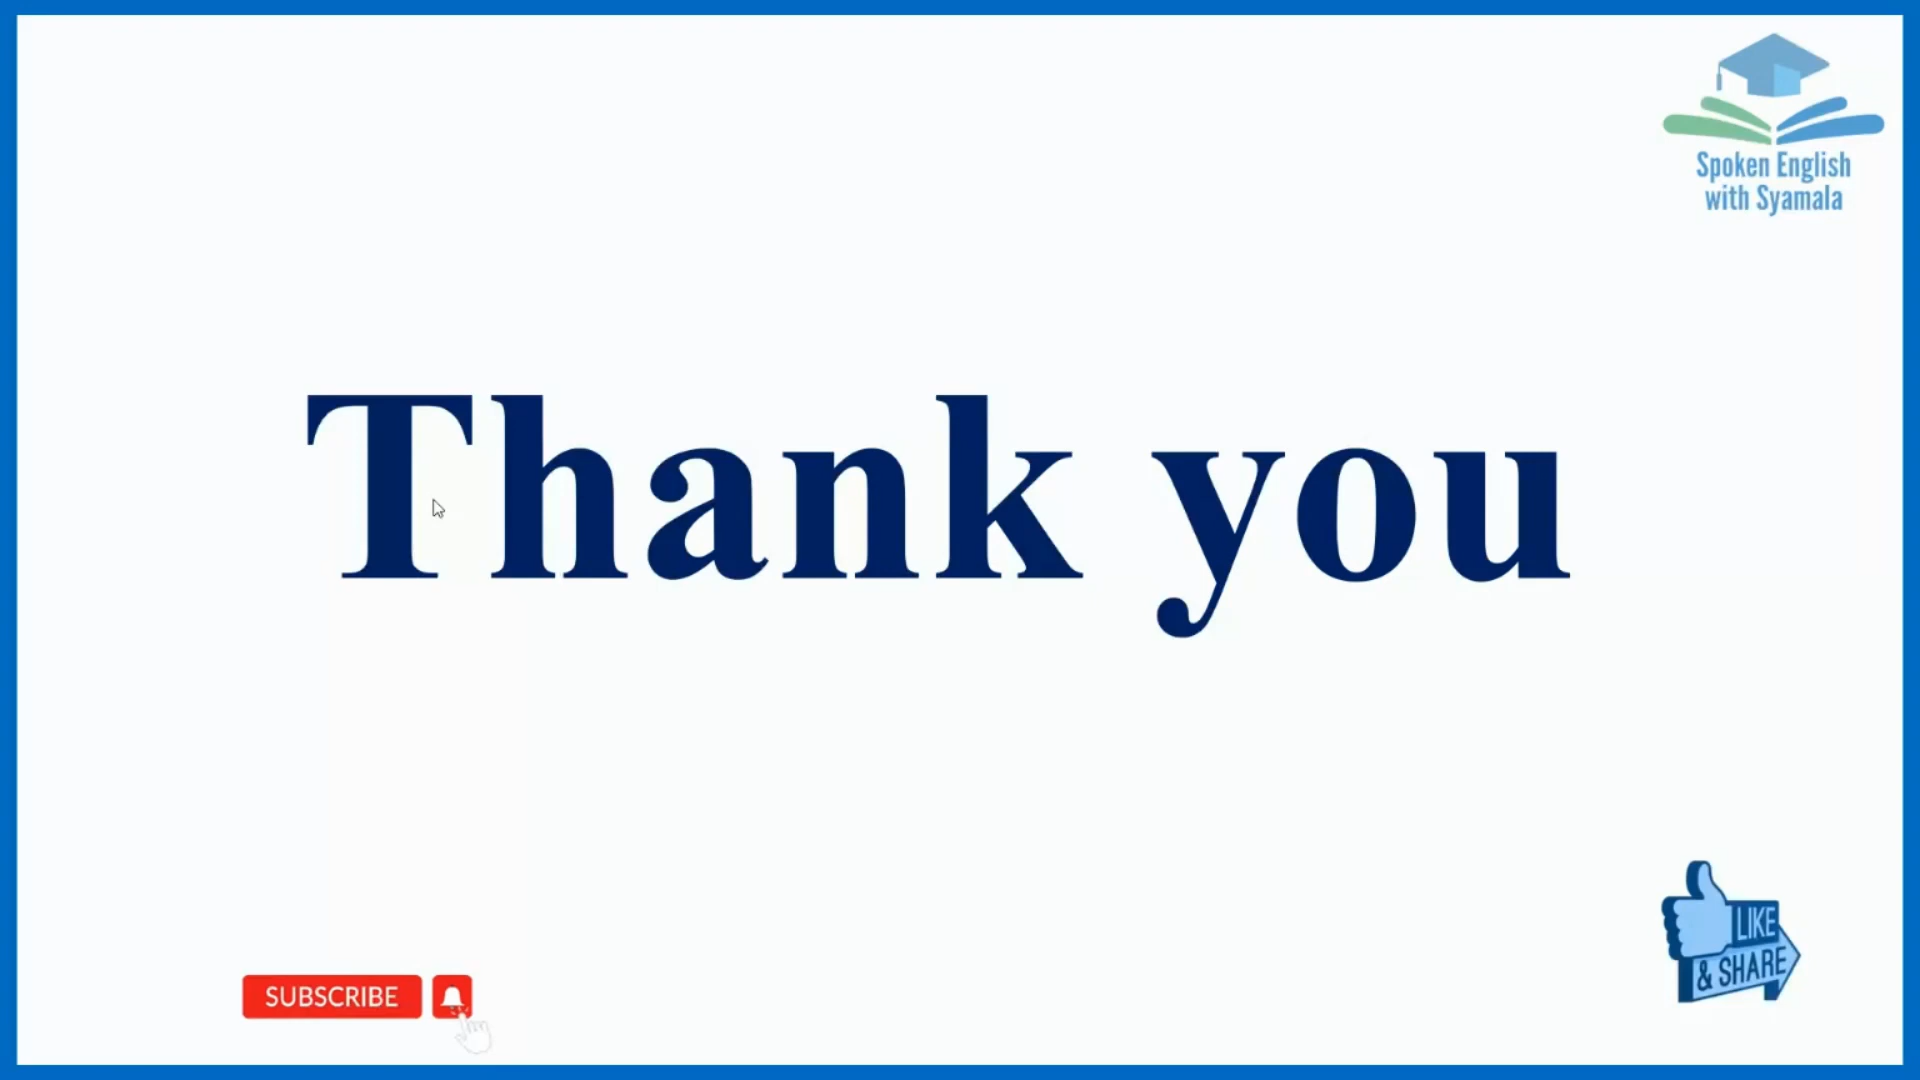 Spoken English
with Syamala
Thank you
LIKE
& SHARE
SUBSCRIBE